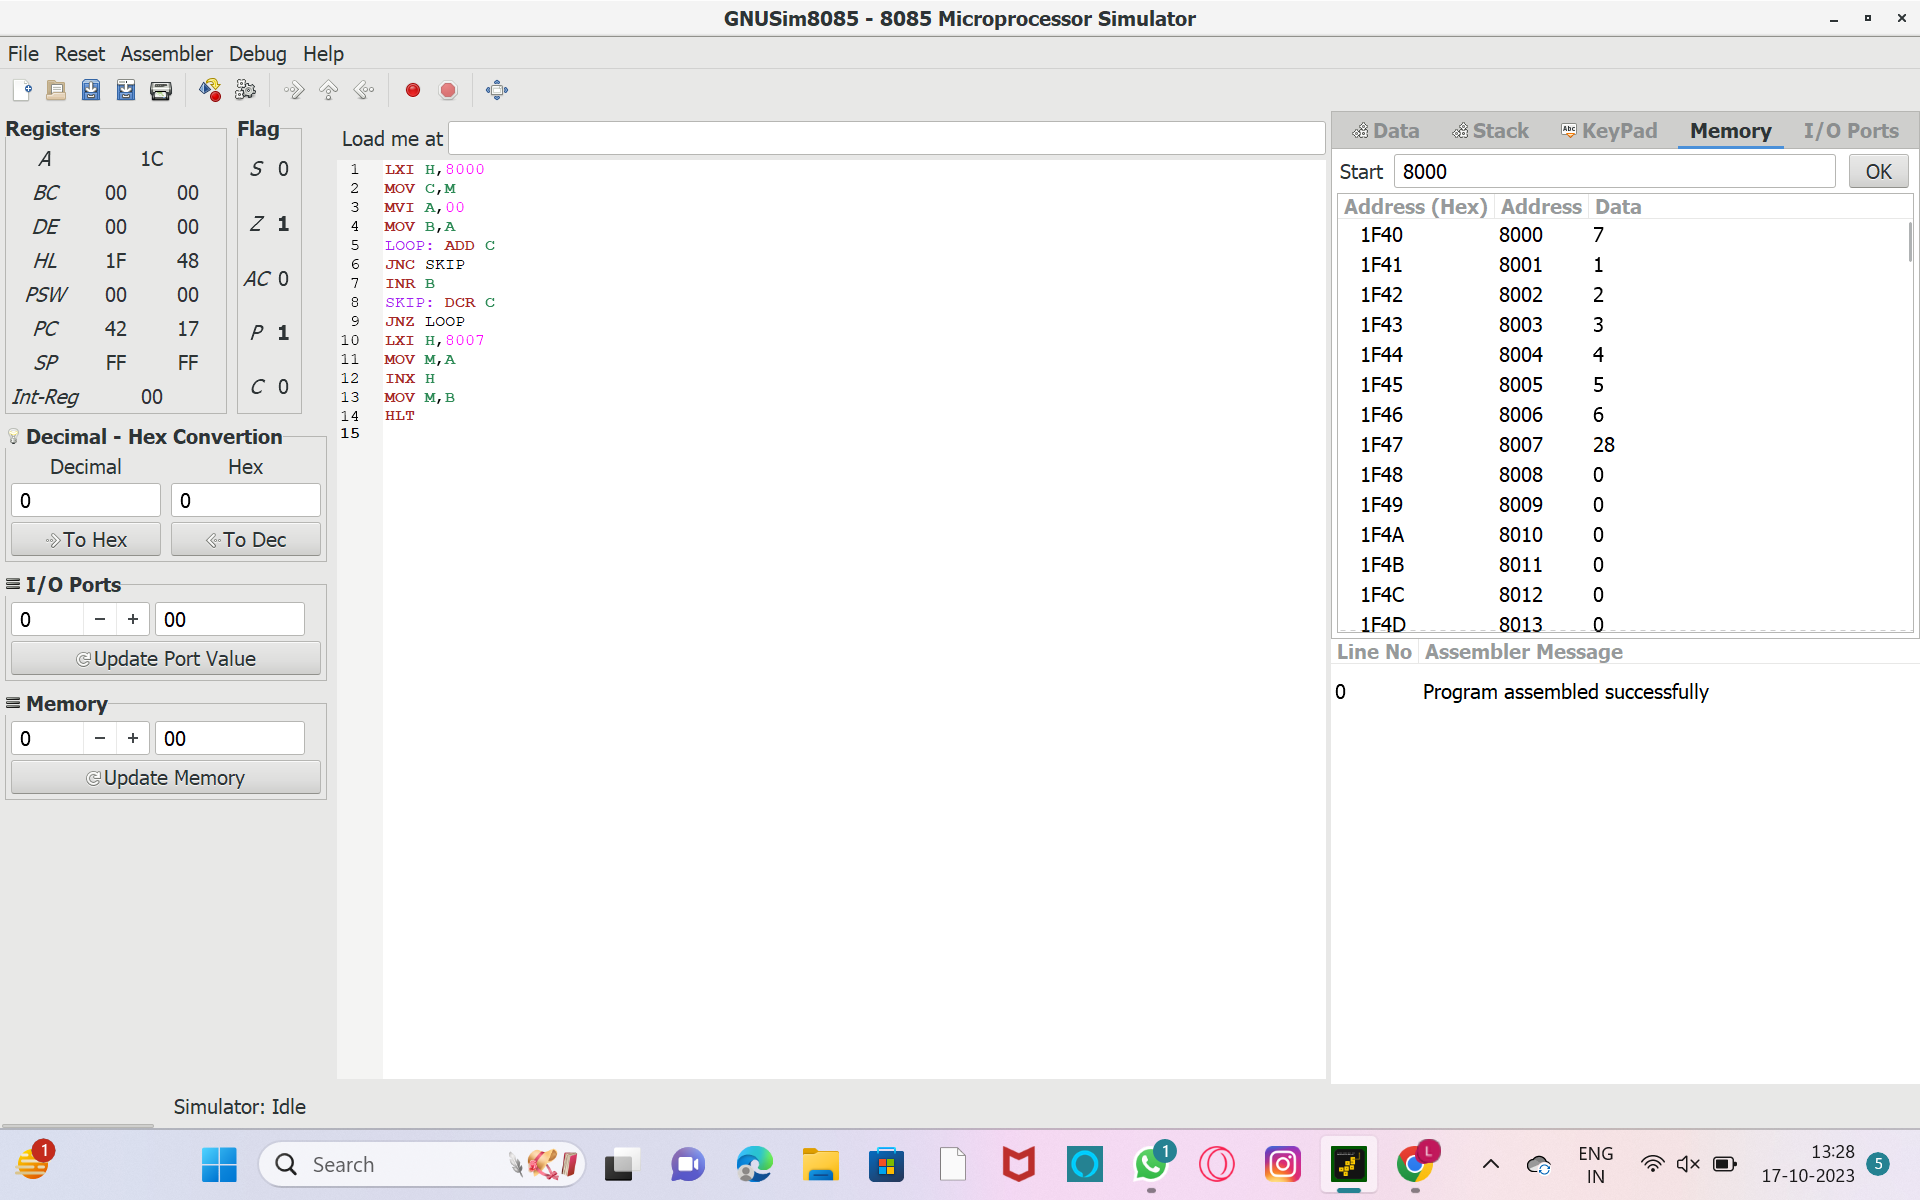 GNUSim8085 - 8085 Microprocessor Simulator
File Reset Assembler Debug Help
Registers
A 1C
BC 00 00
DE 00 00
HL 1F 48
PSW 00 00
PC 42 17
SP FF FF
Int-Reg 00
Flag
S 0
Z 1
AC 0
P 1
C 0
Decimal - Hex Convertion
Decimal Hex
0 0
To Hex To Dec
I/O Ports
0 − + 00
Update Port Value
Memory
0 − + 00
Update Memory
Load me at
1 LXI H,8000
2 MOV C,M
3 MVI A,00
4 MOV B,A
5 LOOP: ADD C
6 JNC SKIP
7 INR B
8 SKIP: DCR C
9 JNZ LOOP
10 LXI H,8007
11 MOV M,A
12 INX H
13 MOV M,B
14 HLT
15
Data Stack Abc KeyPad Memory I/O Ports
Start 8000 OK
Address (Hex) Address Data
1F40 8000 7
1F41 8001 1
1F42 8002 2
1F43 8003 3
1F44 8004 4
1F45 8005 5
1F46 8006 6
1F47 8007 28
1F48 8008 0
1F49 8009 0
1F4A 8010 0
1F4B 8011 0
1F4C 8012 0
1F4D 8013 0
Line No Assembler Message
0 Program assembled successfully
Simulator: Idle
1 Search 1 L ENG 13:28 5
IN 17-10-2023